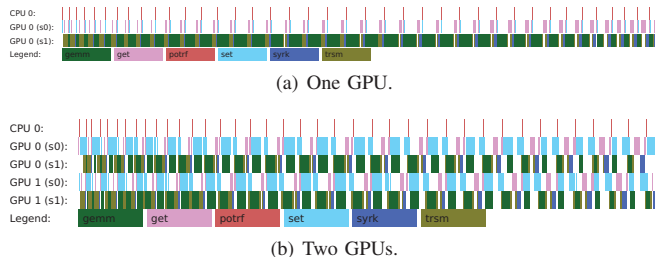 CPU 0:
GPU 0 (s0):
GPU 0 (s1):
Legend: gemm get potrf set syrk trsm
(a) One GPU.
CPU 0:
GPU 0 (s0):
GPU 0 (s1):
GPU 1 (s0):
GPU 1 (s1):
Legend: gemm get potrf set syrk trsm
(b) Two GPUs.